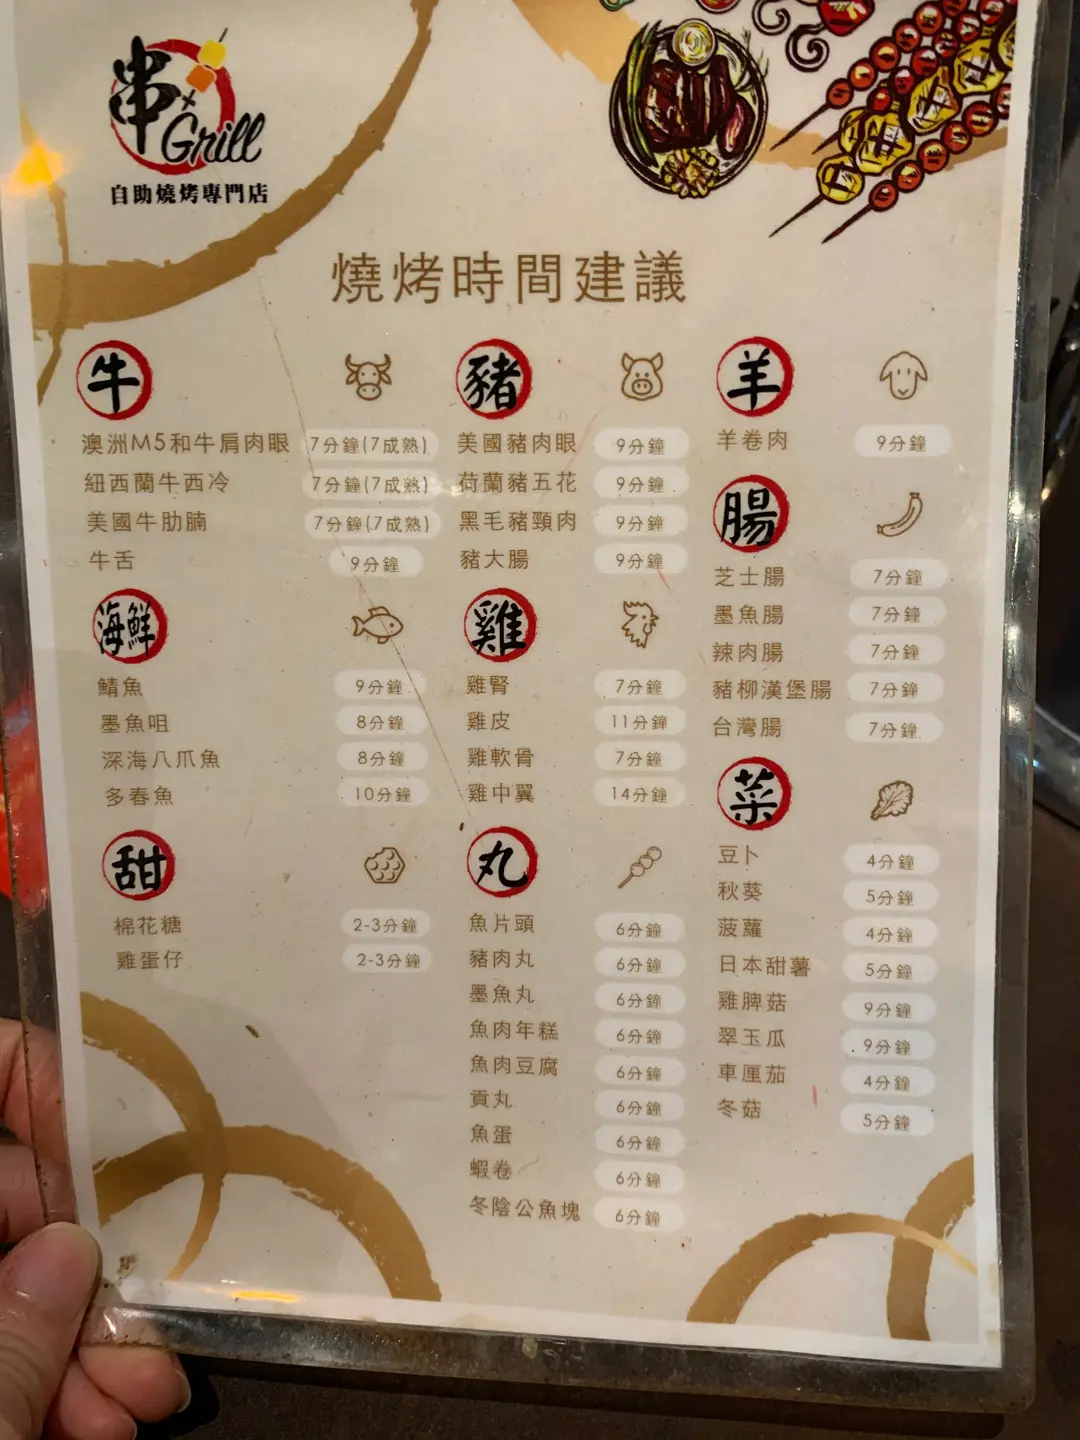 串
Grill
自助燒烤專門店
燒烤時間建議
牛
澳洲M5和牛肩肉眼 7分鐘(7成熟)
紐西蘭牛西冷 7分鐘(7成熟)
美國牛肋腩 7分鐘(7成熟)
牛舌 9分鐘
海鮮
鯖魚 9分鐘
墨魚咀 8分鐘
深海八爪魚 8分鐘
多春魚 10分鐘
甜
棉花糖 2-3分鐘
雞蛋仔 2-3分鐘
豬
美國豬肉眼 9分鐘
荷蘭豬五花 9分鐘
黑毛豬頸肉 9分鐘
豬大腸 9分鐘
雞
雞腎 7分鐘
雞皮 11分鐘
雞軟骨 7分鐘
雞中翼 14分鐘
丸
魚片頭 6分鐘
豬肉丸 6分鐘
墨魚丸 6分鐘
魚肉年糕 6分鐘
魚肉豆腐 6分鐘
貢丸 6分鐘
魚蛋 6分鐘
蝦卷 6分鐘
冬陰公魚塊 6分鐘
羊
羊卷肉 9分鐘
腸
芝士腸 7分鐘
墨魚腸 7分鐘
辣肉腸 7分鐘
豬柳漢堡腸 7分鐘
台灣腸 7分鐘
菜
豆卜 4分鐘
秋葵 5分鐘
菠蘿 4分鐘
日本甜薯 5分鐘
雞脾菇 9分鐘
翠玉瓜 9分鐘
車厘茄 4分鐘
冬菇 5分鐘